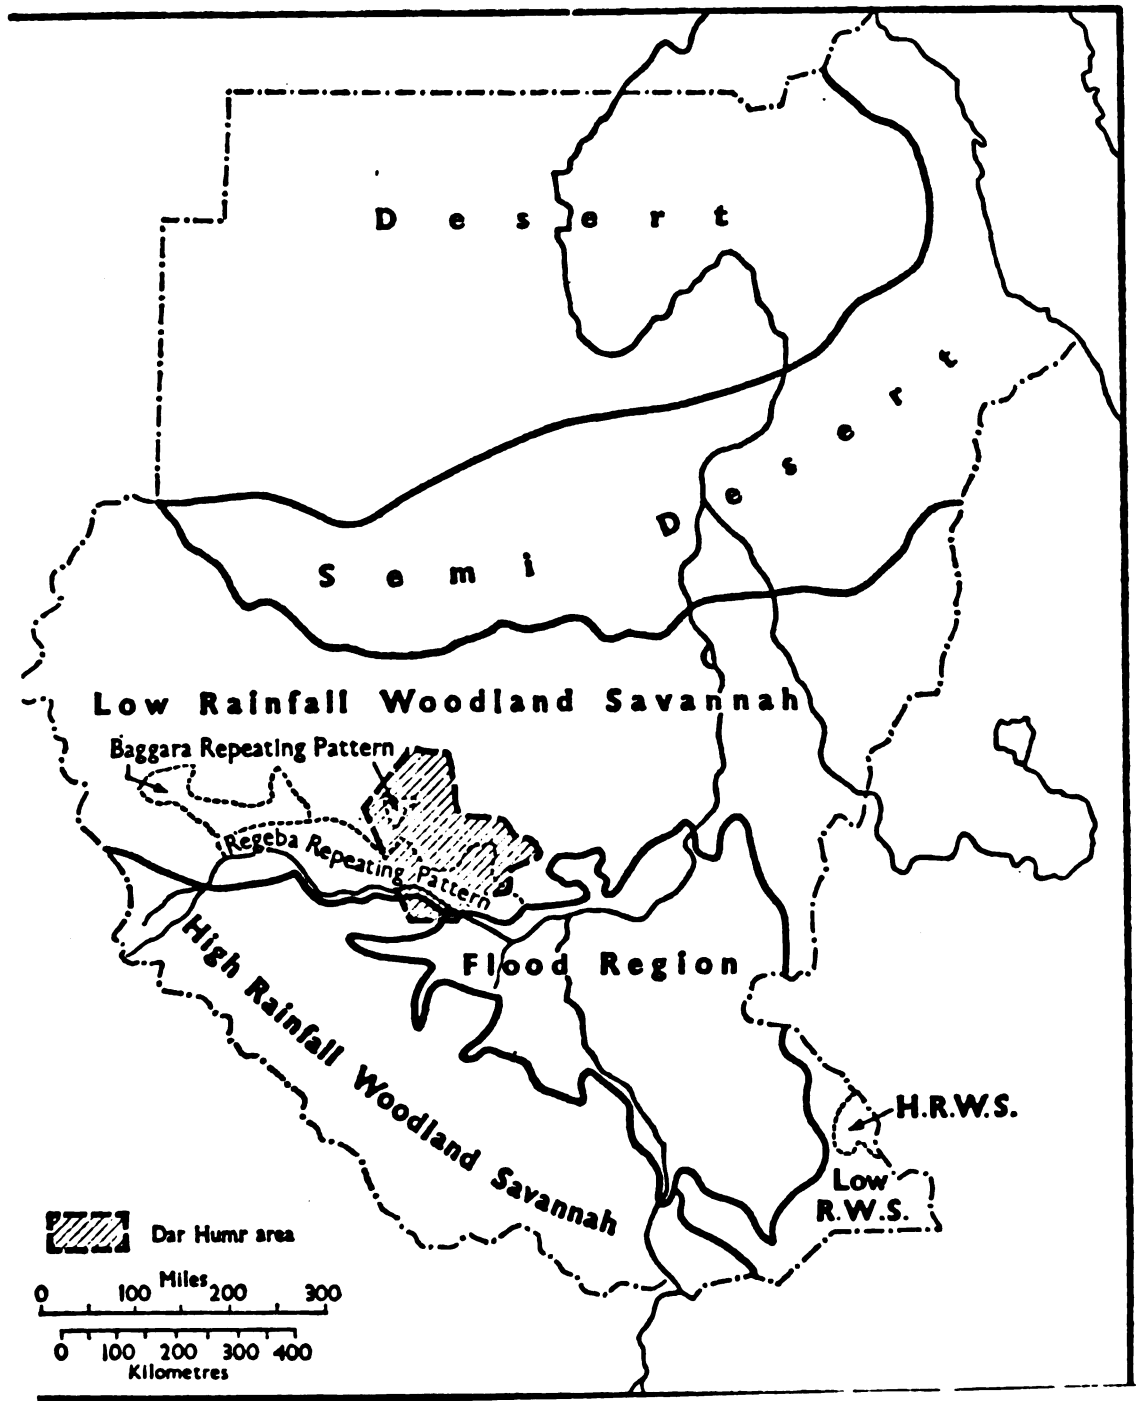 Desert
Semi Desert
Low Rainfall Woodland Savannah
Baggara Repeating Pattern
Regeba Repeating Pattern
Flood Region
High Rainfall Woodland Savannah
H.R.W.S.
Low
R.W.S.
Dar Humr area
Miles
0 100 200 300
0 100 200 300 400
Kilometres